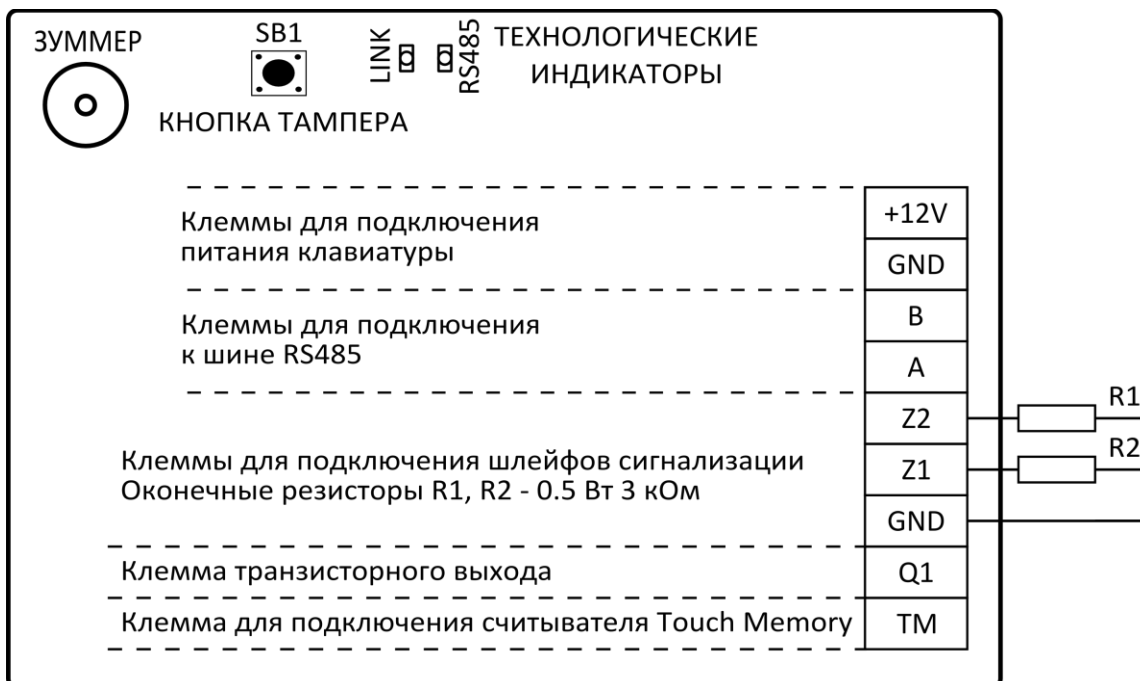 ЗУММЕР
SB1
LINK
RS485
ТЕХНОЛОГИЧЕСКИЕ
ИНДИКАТОРЫ
КНОПКА ТАМПЕРА
Клеммы для подключения
питания клавиатуры
+12V
GND
Клеммы для подключения
к шине RS485
B
A
Z2
R1
Клеммы для подключения шлейфов сигнализации
Оконечные резисторы R1, R2 - 0.5 Вт 3 кОм
Z1
R2
GND
Клемма транзисторного выхода
Q1
Клемма для подключения считывателя Touch Memory
TM